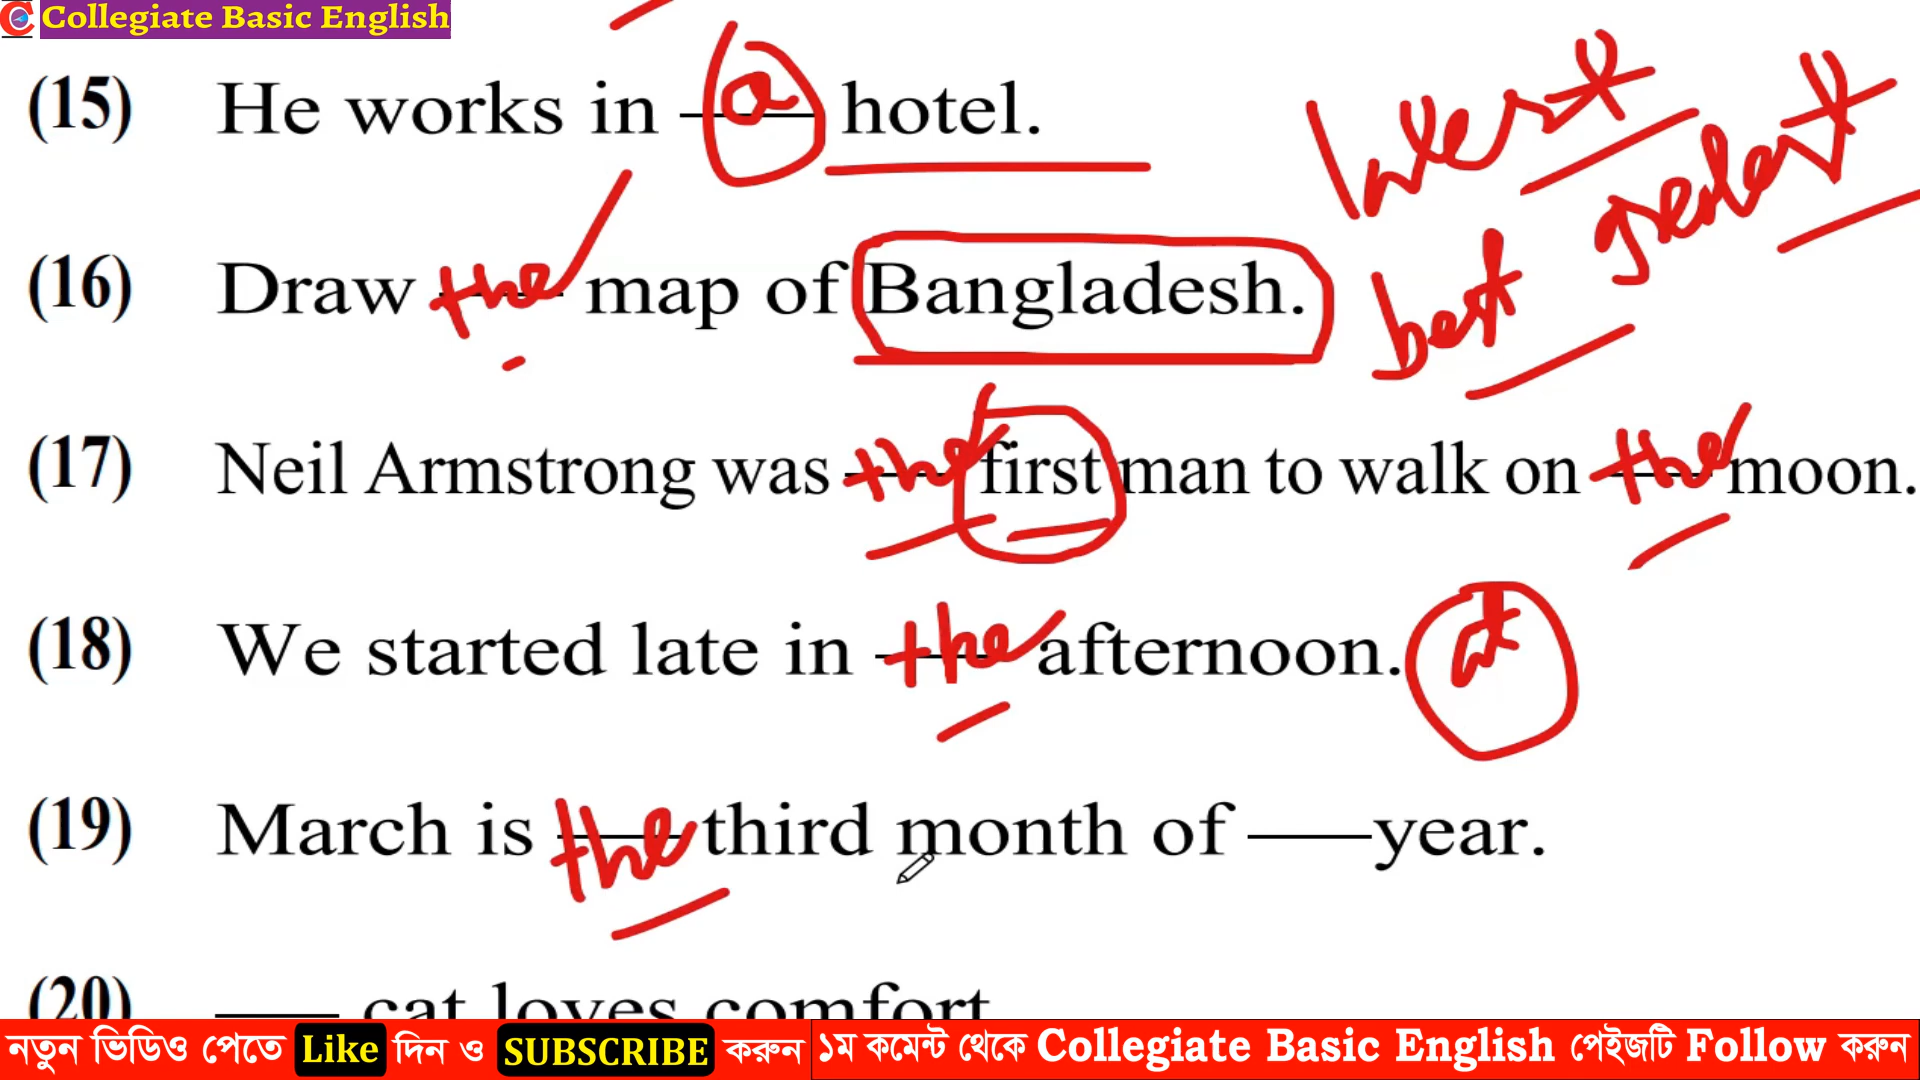 Collegiate Basic English
(15) He works in a hotel.
latest
greatest
(16) Draw the map of Bangladesh.
best
(17) Neil Armstrong was the first man to walk on the moon.
(18) We started late in the afternoon. at
(19) March is the third month of ___ year.
(20) ___ cat loves comfort
নতুন ভিডিও পেতে Like দিন ও SUBSCRIBE করুন ১ম কমেন্ট থেকে Collegiate Basic English পেইজটি Follow করুন